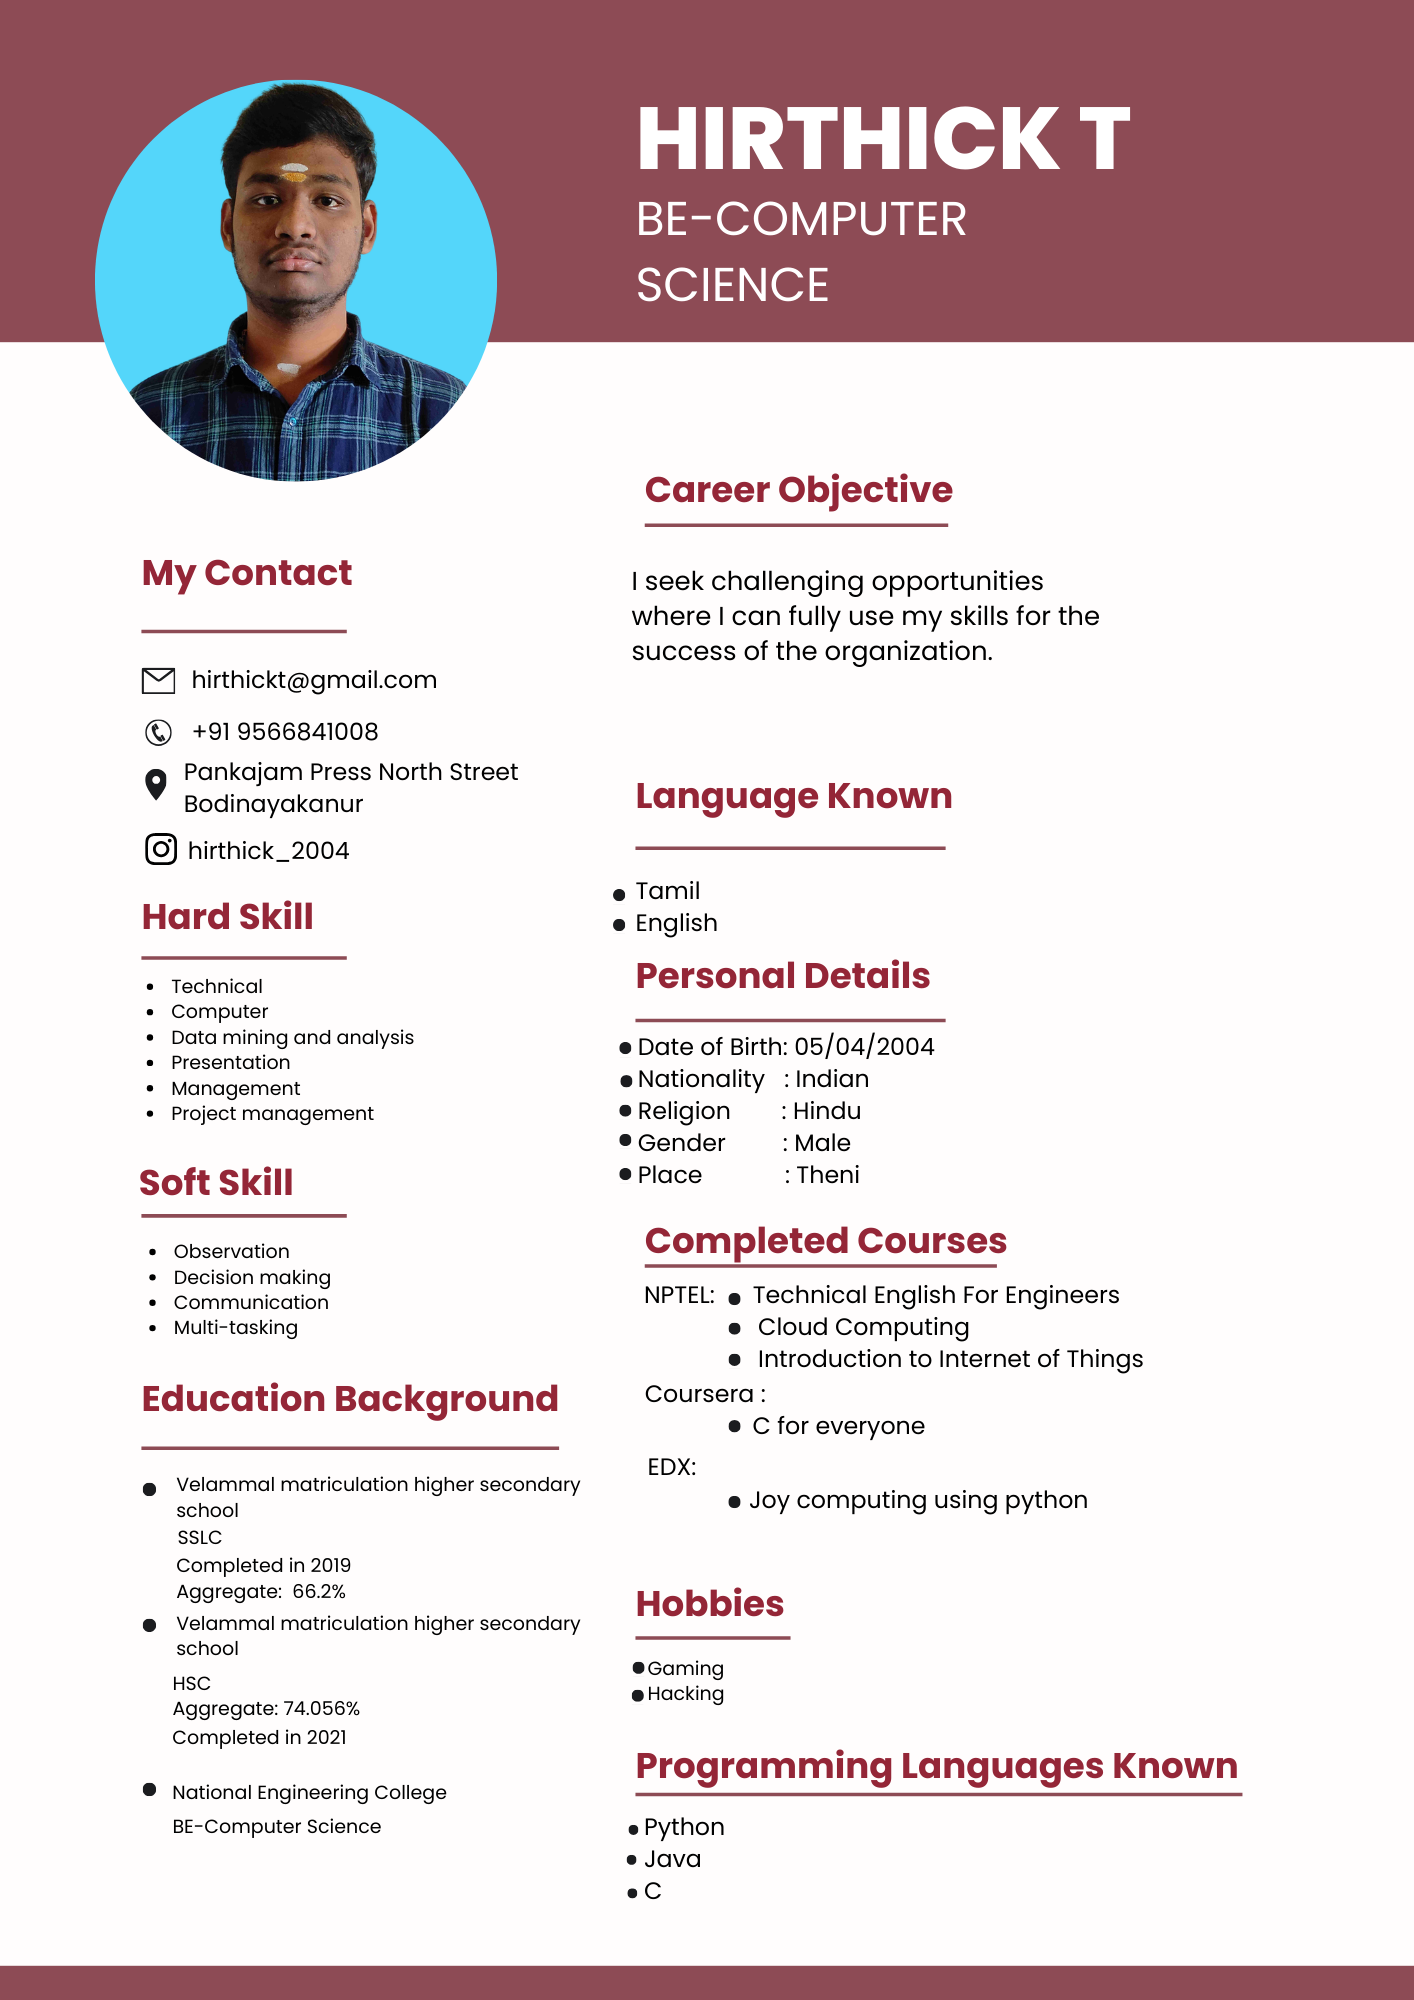 HIRTHICK T
BE-COMPUTER
SCIENCE
My Contact
hirthickt@gmail.com
+91 9566841008
Pankajam Press North Street
Bodinayakanur
hirthick_2004
Hard Skill
Technical
Computer
Data mining and analysis
Presentation
Management
Project management
Soft Skill
Observation
Decision making
Communication
Multi-tasking
Education Background
Velammal matriculation higher secondary
school
SSLC
Completed in 2019
Aggregate: 66.2%
Velammal matriculation higher secondary
school
HSC
Aggregate: 74.056%
Completed in 2021
National Engineering College
BE-Computer Science
Career Objective
I seek challenging opportunities
where I can fully use my skills for the
success of the organization.
Language Known
Tamil
English
Personal Details
Date of Birth: 05/04/2004
Nationality : Indian
Religion : Hindu
Gender : Male
Place : Theni
Completed Courses
NPTEL: Technical English For Engineers
Cloud Computing
Introduction to Internet of Things
Coursera :
C for everyone
EDX:
Joy computing using python
Hobbies
Gaming
Hacking
Programming Languages Known
Python
Java
C